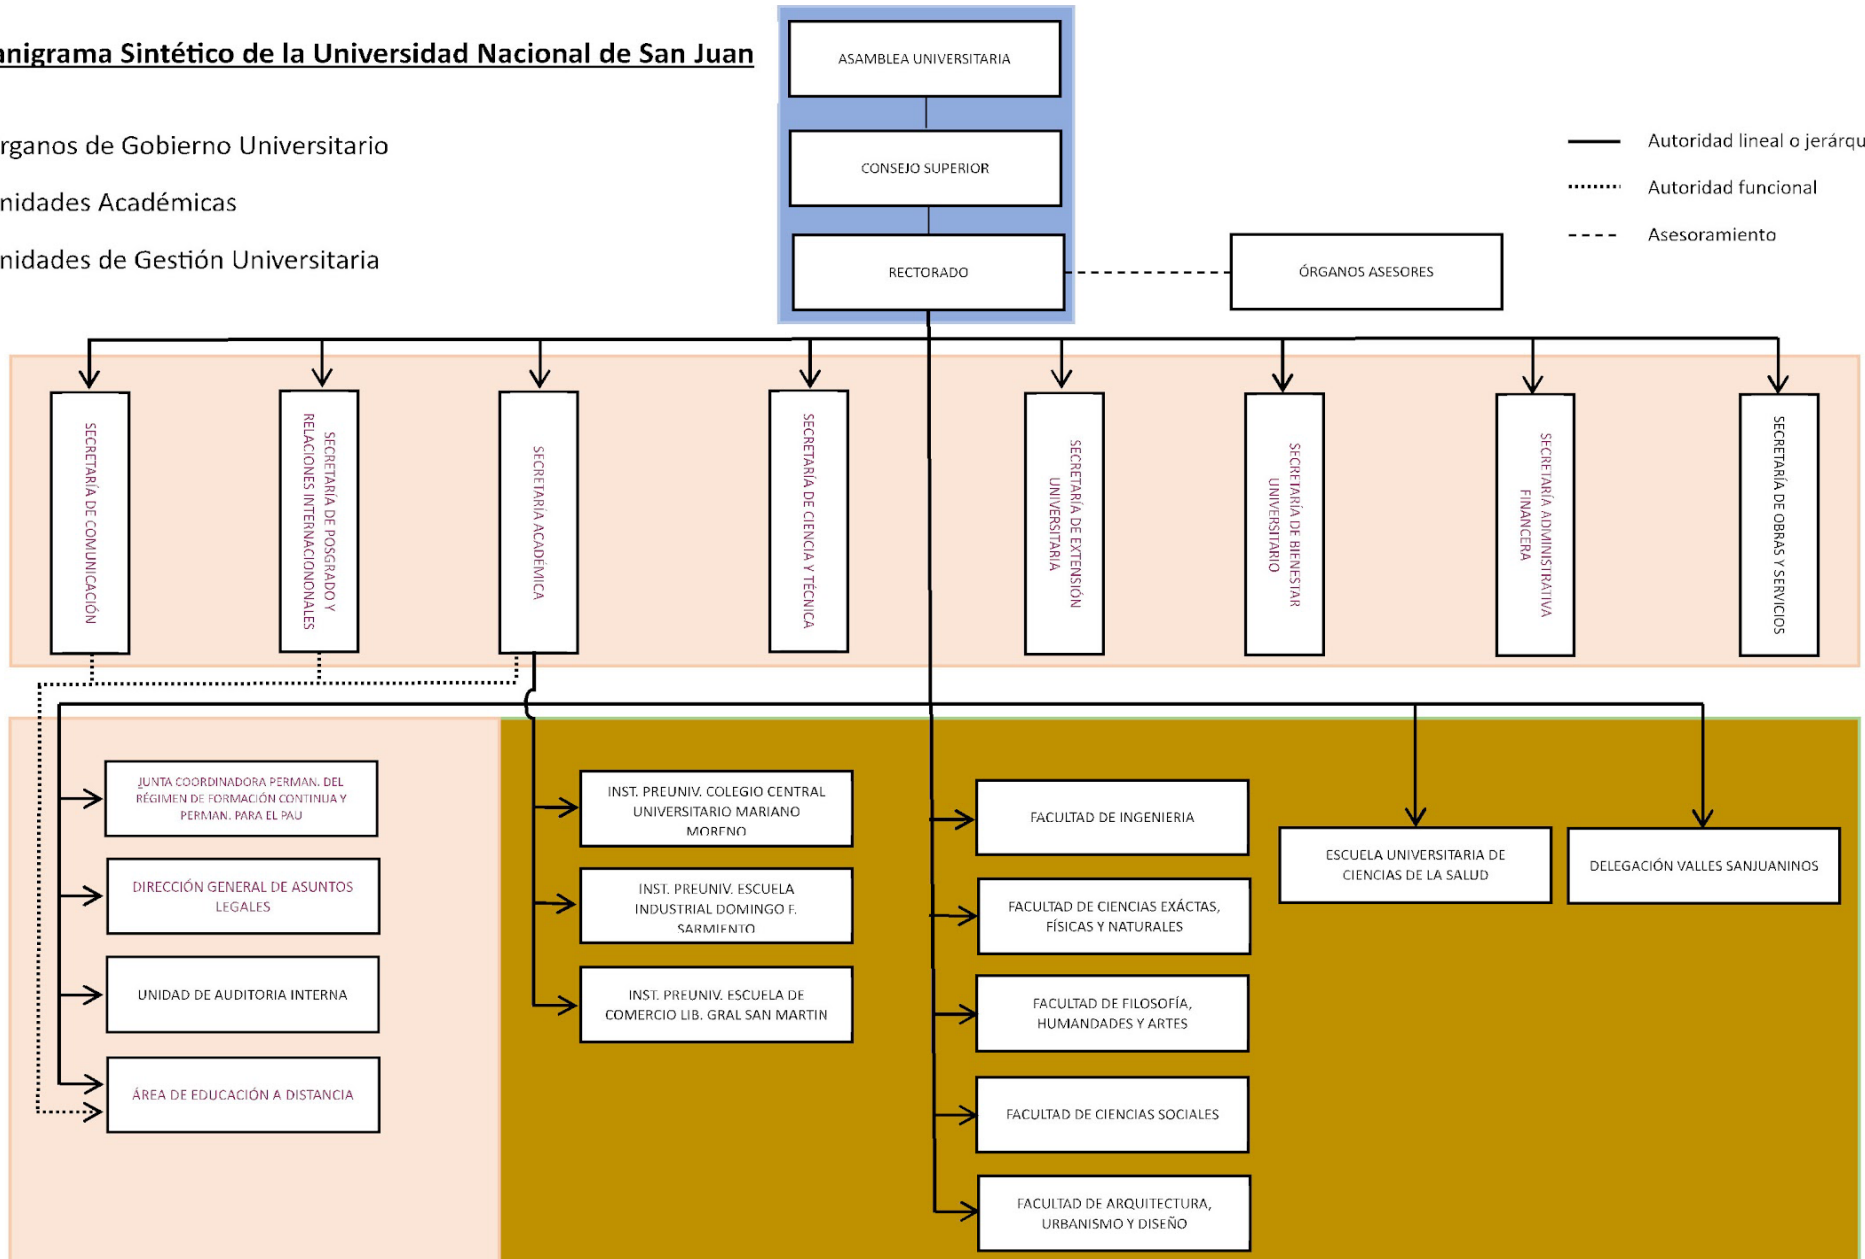 anigrama Sintético de la Universidad Nacional de San Juan
rganos de Gobierno Universitario
nidades Académicas
nidades de Gestión Universitaria
ASAMBLEA UNIVERSITARIA
CONSEJO SUPERIOR
RECTORADO
ÓRGANOS ASESORES
Autoridad lineal o jerárqu
Autoridad funcional
Asesoramiento
SECRETARÍA DE COMUNICACIÓN
SECRETARÍA DE POSGRADO Y
RELACIONES INTERNACIONONALES
SECRETARÍA ACADÉMICA
SECRETARÍA DE CIENCIA Y TÉCNICA
SECRETARÍA DE EXTENSIÓN
UNIVERSITARIA
SECRETARÍA DE BIENESTAR
UNIVERSITARIO
SECRETARÍA ADIMINISTRATIVA
FINANCERA
SECRETARÍA DE OBRAS Y SERVICIOS
JUNTA COORDINADORA PERMAN. DEL
RÉGIMEN DE FORMACIÓN CONTINUA Y
PERMAN. PARA EL PAU
DIRECCIÓN GENERAL DE ASUNTOS
LEGALES
UNIDAD DE AUDITORIA INTERNA
ÁREA DE EDUCACIÓN A DISTANCIA
INST. PREUNIV. COLEGIO CENTRAL
UNIVERSITARIO MARIANO
MORENO
INST. PREUNIV. ESCUELA
INDUSTRIAL DOMINGO F.
SARMIENTO
INST. PREUNIV. ESCUELA DE
COMERCIO LIB. GRAL SAN MARTIN
FACULTAD DE INGENIERIA
FACULTAD DE CIENCIAS EXÁCTAS,
FÍSICAS Y NATURALES
FACULTAD DE FILOSOFÍA,
HUMANDADES Y ARTES
FACULTAD DE CIENCIAS SOCIALES
FACULTAD DE ARQUITECTURA,
URBANISMO Y DISEÑO
ESCUELA UNIVERSITARIA DE
CIENCIAS DE LA SALUD
DELEGACIÓN VALLES SANJUANINOS